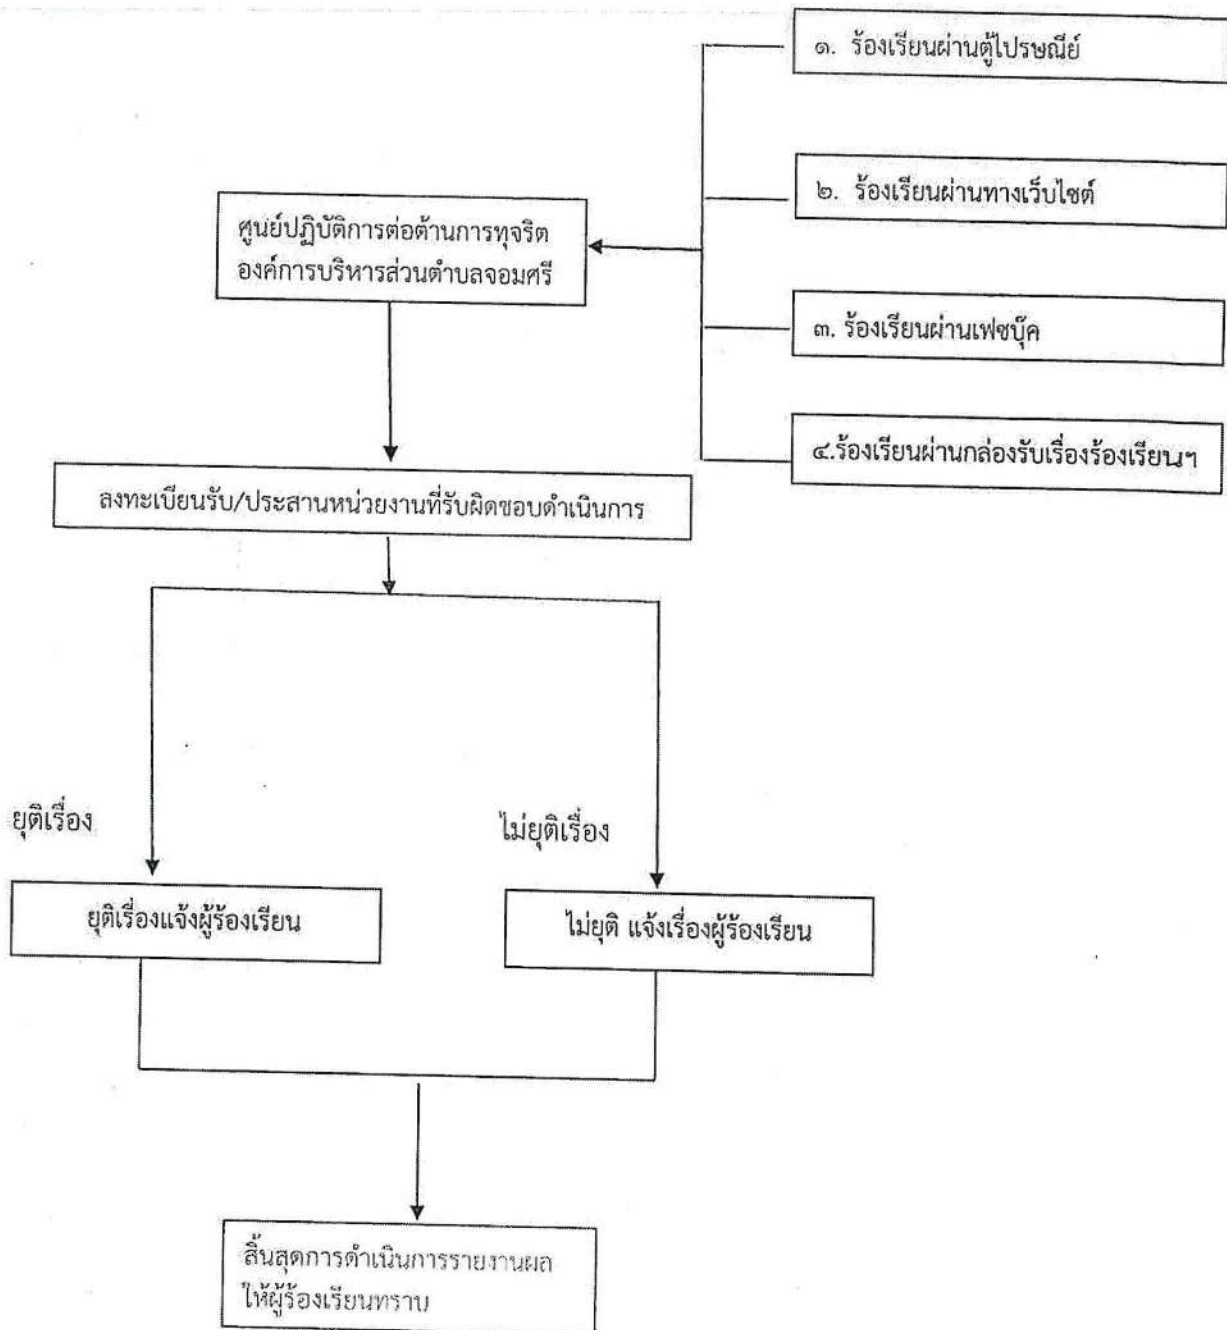 ๑. ร้องเรียนผ่านตู้ไปรษณีย์
๒. ร้องเรียนผ่านทางเว็บไซต์
ศูนย์ปฏิบัติการต่อต้านการทุจริต
องค์การบริหารส่วนตำบลจอมศรี
๓. ร้องเรียนผ่านเฟซบุ๊ค
๔.ร้องเรียนผ่านกล่องรับเรื่องร้องเรียนฯ
ลงทะเบียนรับ/ประสานหน่วยงานที่รับผิดชอบดำเนินการ
ยุติเรื่อง
ไม่ยุติเรื่อง
ยุติเรื่องแจ้งผู้ร้องเรียน
ไม่ยุติ แจ้งเรื่องผู้ร้องเรียน
สิ้นสุดการดำเนินการรายงานผล
ให้ผู้ร้องเรียนทราบ